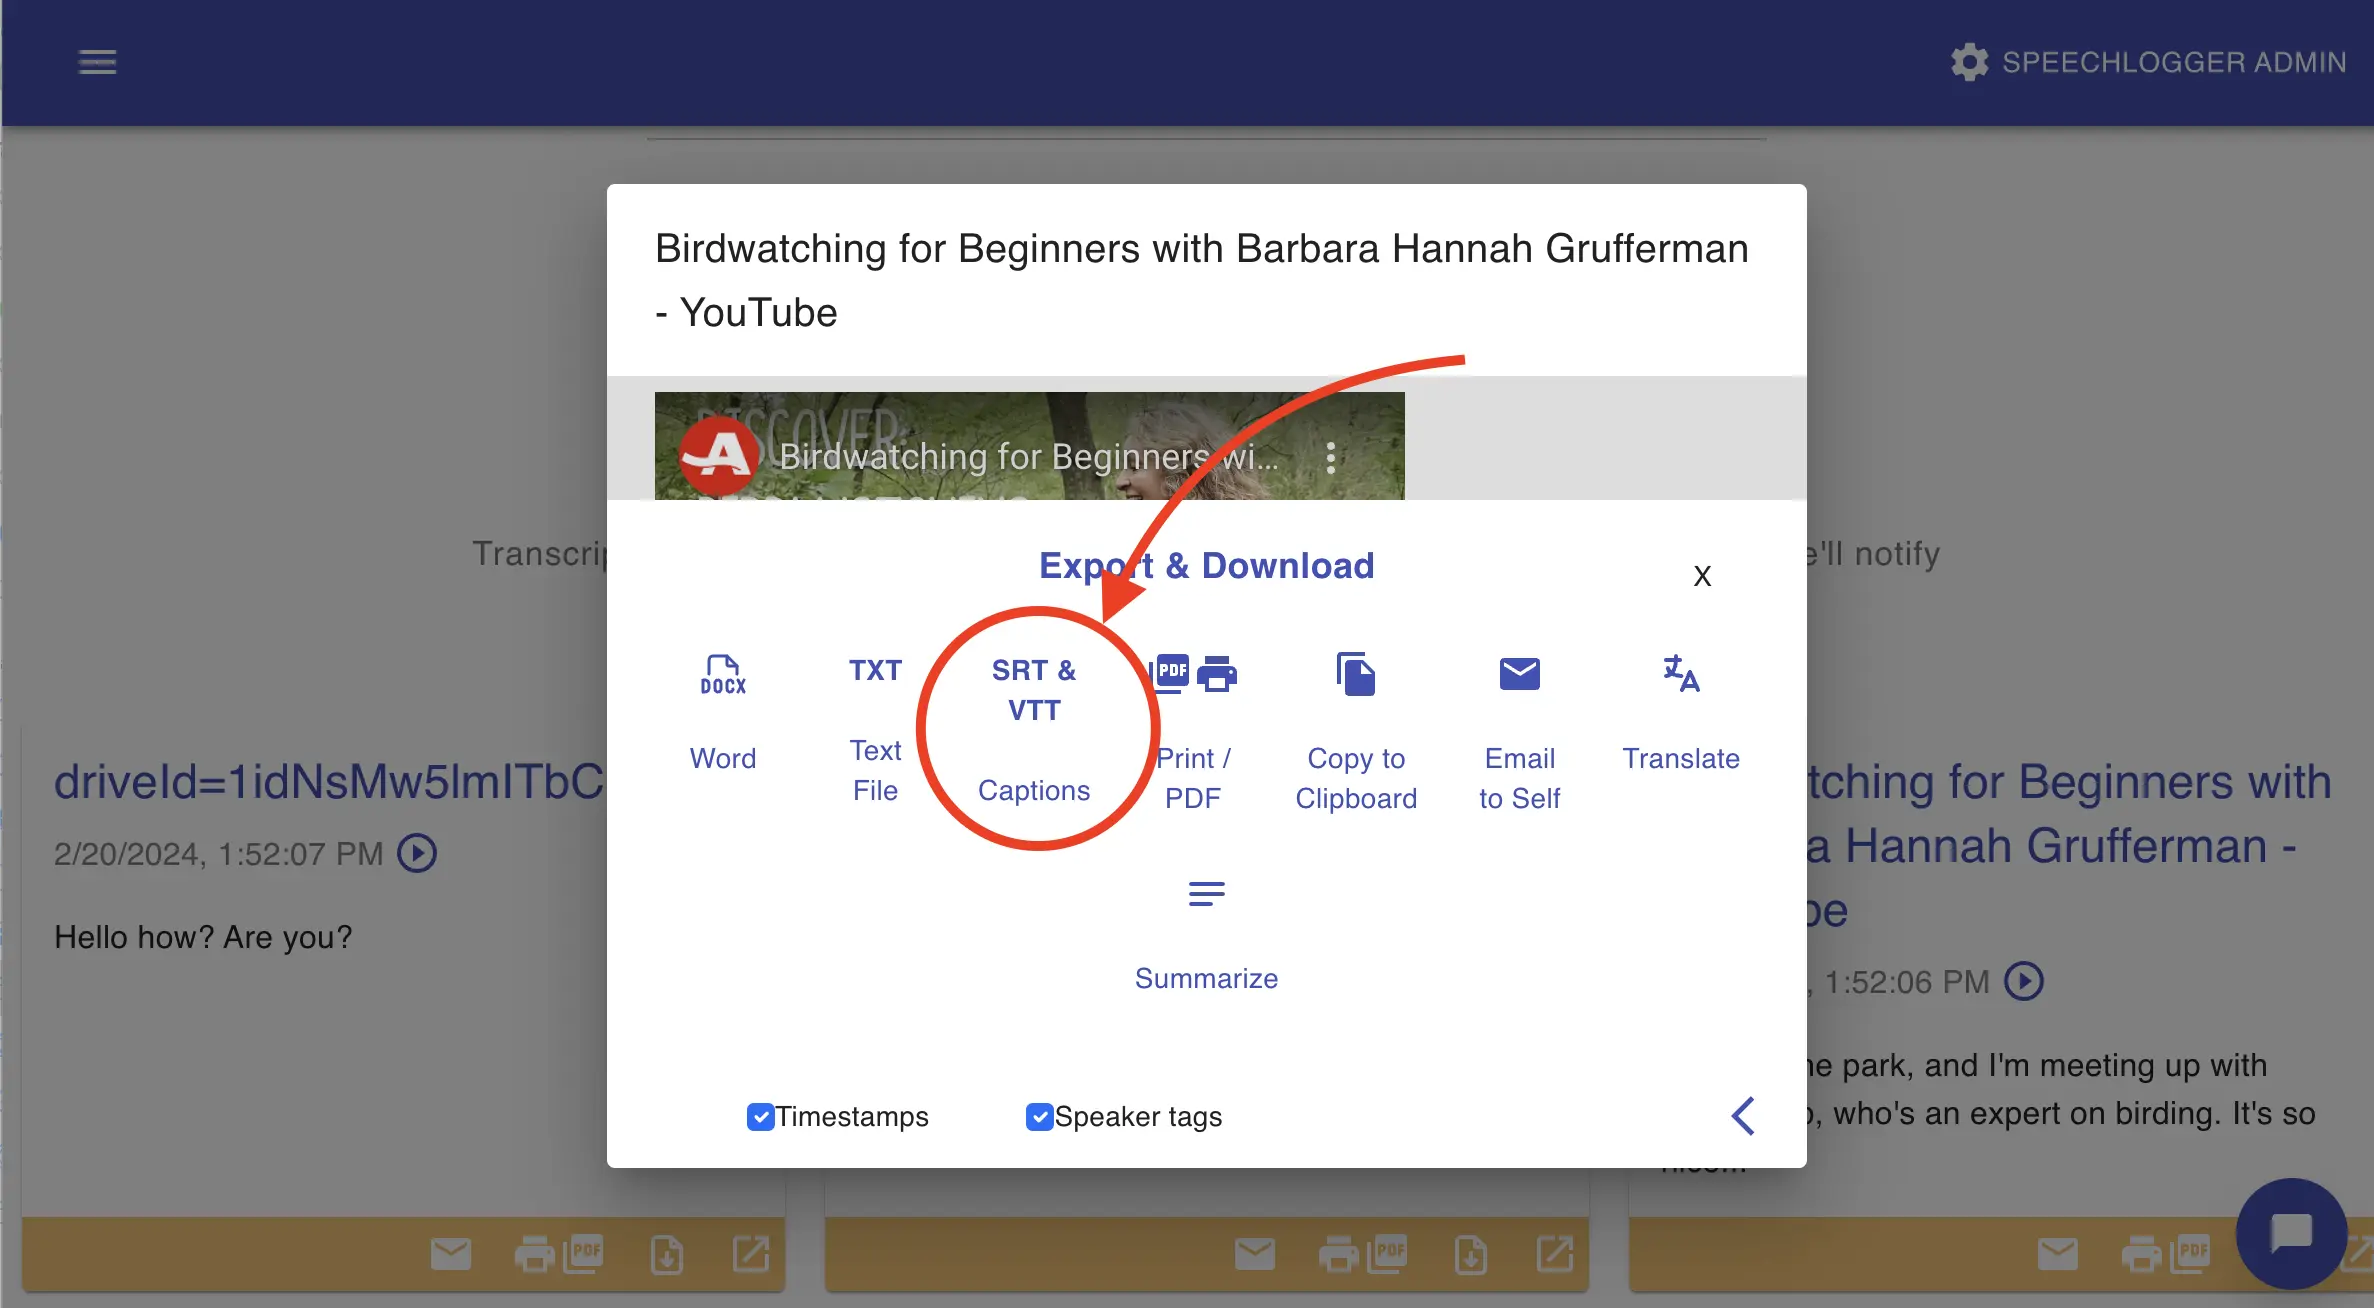 SPEECHLOGGER ADMIN
Birdwatching for Beginners with Barbara Hannah Grufferman
- YouTube
DISCOVER:
Birdwatching for Beginners wi...
Transcrip
e'll notify
Export & Download
X
DOCX
Word
TXT
Text
File
SRT &
VTT
Captions
PDF
Print /
PDF
Copy to
Clipboard
Email
to Self
Translate
Summarize
Timestamps
Speaker tags
driveId=1idNsMw5lmITbC
2/20/2024, 1:52:07 PM
Hello how? Are you?
tching for Beginners with
a Hannah Grufferman -
be
, 1:52:06 PM
he park, and I'm meeting up with
, who's an expert on birding. It's so
PDF
PDF
PDF